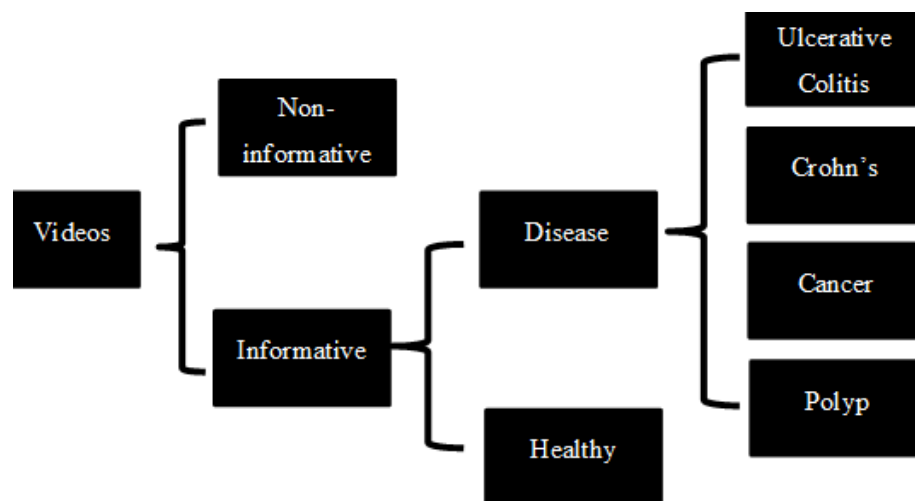 Ulcerative
Colitis
Non-
informative
Crohn’s
Videos
Disease
Cancer
Informative
Polyp
Healthy